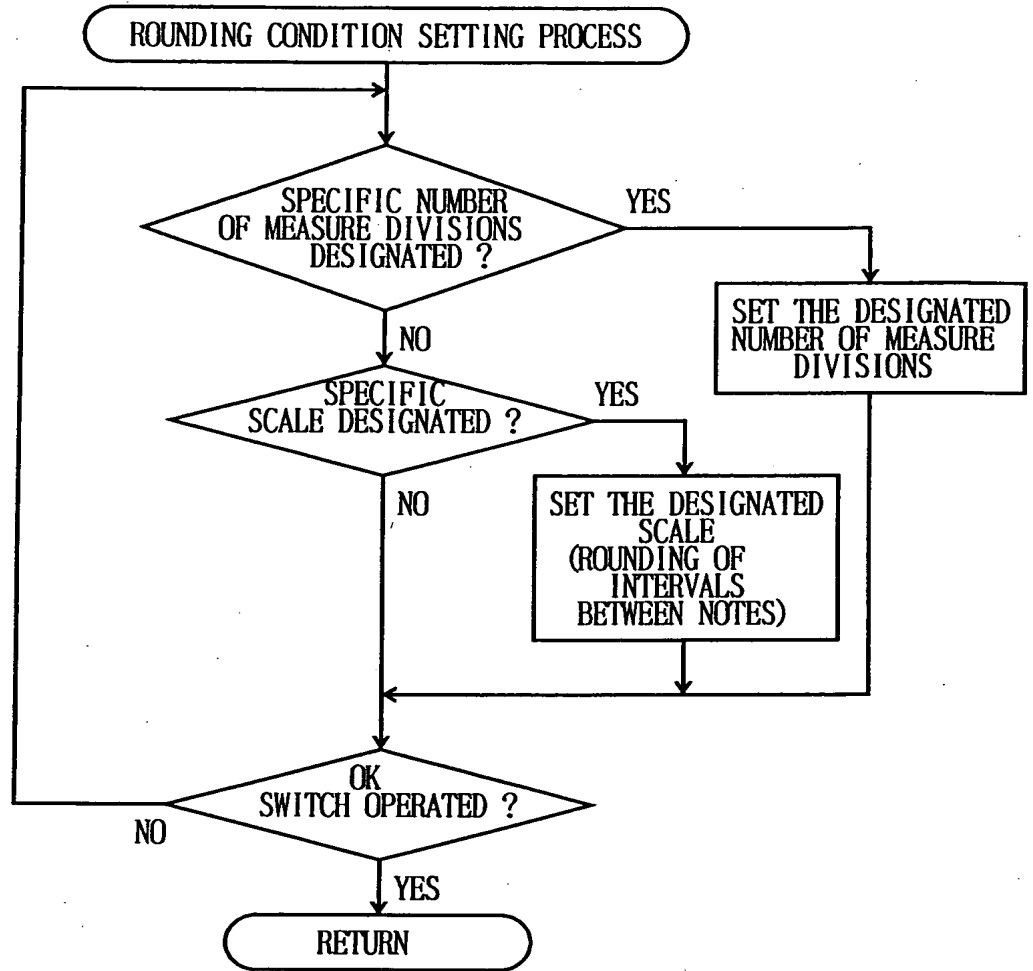 ROUNDING CONDITION SETTING PROCESS
SPECIFIC NUMBER
OF MEASURE DIVISIONS
DESIGNATED ?
YES
SET THE DESIGNATED
NUMBER OF MEASURE
DIVISIONS
NO
SPECIFIC
SCALE DESIGNATED ?
YES
SET THE DESIGNATED
SCALE
(ROUNDING OF
INTERVALS
BETWEEN NOTES)
NO
OK
SWITCH OPERATED ?
NO
YES
RETURN